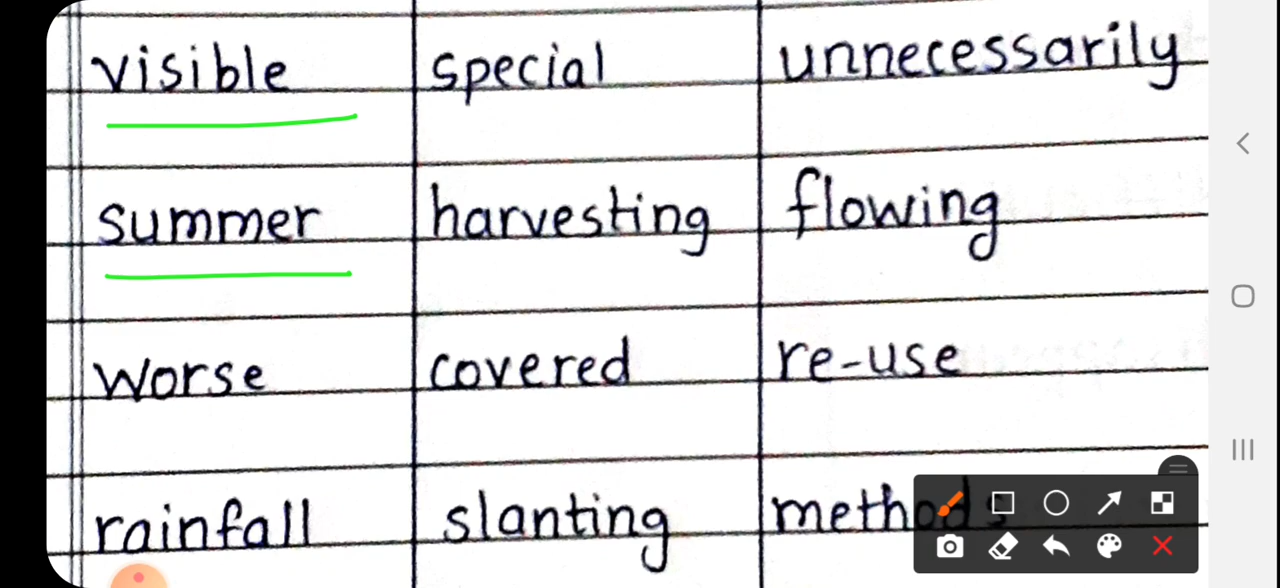 visible special unnecessarily
summer harvesting flowing
worse covered re-use
rainfall slanting methods